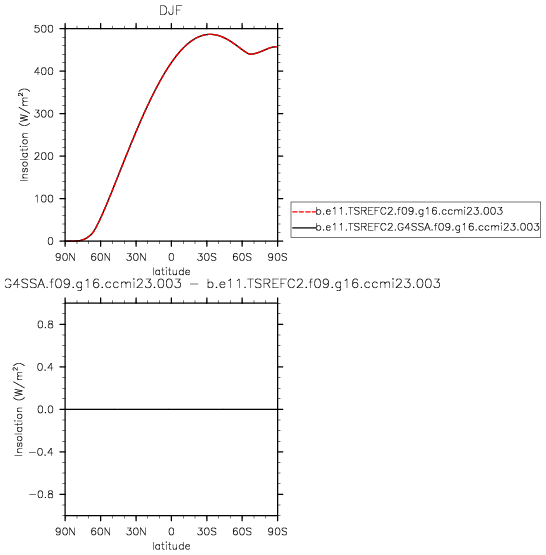 DJF
500
400
300
200
100
0
Insolation (W/m²)
90N 60N 30N 0 30S 60S 90S
latitude
b.e11.TSREFC2.f09.g16.ccmi23.003
b.e11.TSREFC2.G4SSA.f09.g16.ccmi23.003
G4SSA.f09.g16.ccmi23.003 - b.e11.TSREFC2.f09.g16.ccmi23.003
0.8
0.4
0.0
-0.4
-0.8
Insolation (W/m²)
90N 60N 30N 0 30S 60S 90S
latitude